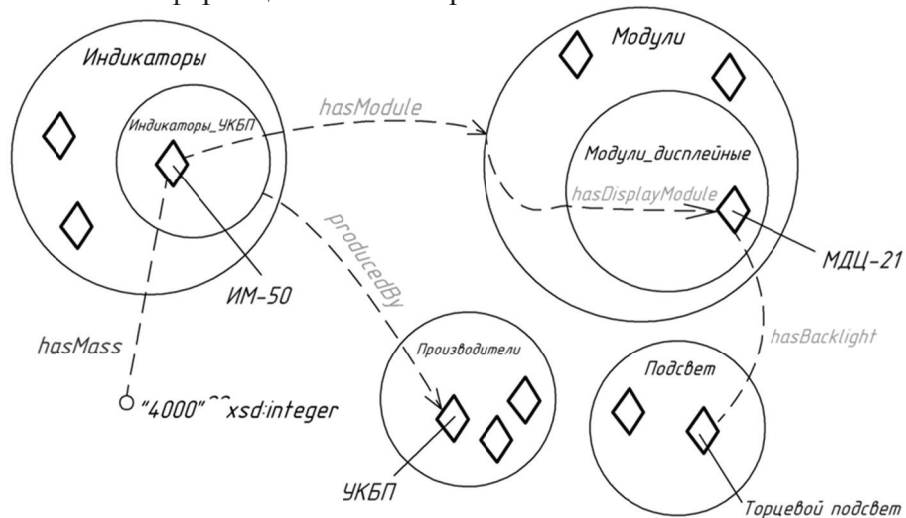 Индикаторы
Модули
hasModule
Индикаторы_УКБП
Модули_дисплейные
hasDisplayModule
producedBy
МДЦ-21
ИМ-50
hasMass
hasBacklight
Производители
Подсвет
"4000"^^xsd:integer
УКБП
Торцевой подсвет